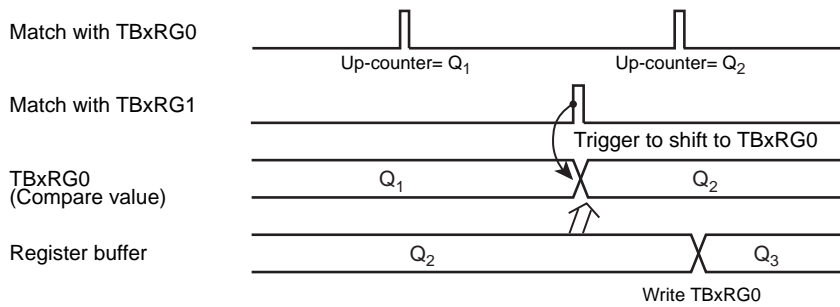 Match with TBxRG0
Up-counter= Q1
Up-counter= Q2
Match with TBxRG1
Trigger to shift to TBxRG0
TBxRG0
(Compare value)
Q1
Q2
Register buffer
Q2
Q3
Write TBxRG0